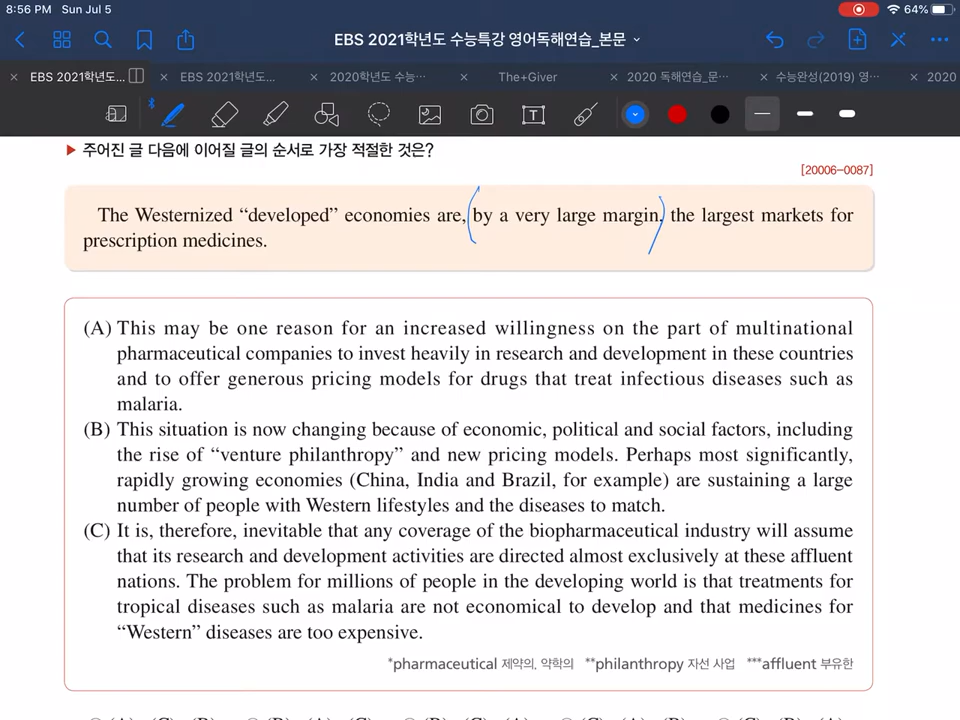 8:56 PM Sun Jul 5
64%
EBS 2021학년도 수능특강 영어독해연습_본문
× EBS 2021학년도... × EBS 2021학년도... × 2020학년도 수능… × The+Giver × 2020 독해연습_문… × 수능완성(2019) 영… × 2020
▶ 주어진 글 다음에 이어질 글의 순서로 가장 적절한 것은?
[20006-0087]
The Westernized “developed” economies are, by a very large margin, the largest markets for
prescription medicines.
(A) This may be one reason for an increased willingness on the part of multinational
pharmaceutical companies to invest heavily in research and development in these countries
and to offer generous pricing models for drugs that treat infectious diseases such as
malaria.
(B) This situation is now changing because of economic, political and social factors, including
the rise of “venture philanthropy” and new pricing models. Perhaps most significantly,
rapidly growing economies (China, India and Brazil, for example) are sustaining a large
number of people with Western lifestyles and the diseases to match.
(C) It is, therefore, inevitable that any coverage of the biopharmaceutical industry will assume
that its research and development activities are directed almost exclusively at these affluent
nations. The problem for millions of people in the developing world is that treatments for
tropical diseases such as malaria are not economical to develop and that medicines for
“Western” diseases are too expensive.
*pharmaceutical 제약의, 약학의 **philanthropy 자선 사업 ***affluent 부유한